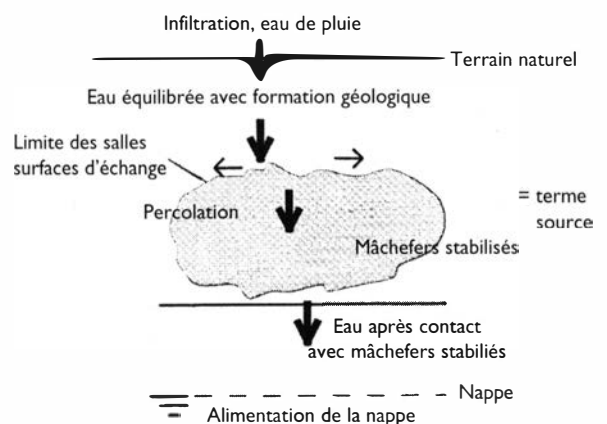 Infiltration, eau de pluie
Terrain naturel
Eau équilibrée avec formation géologique
Limite des salles
surfaces d'échange
Percolation
= terme
source
Mâchefers stabilisés
Eau après contact
avec mâchefers stabiliés
Nappe
Alimentation de la nappe